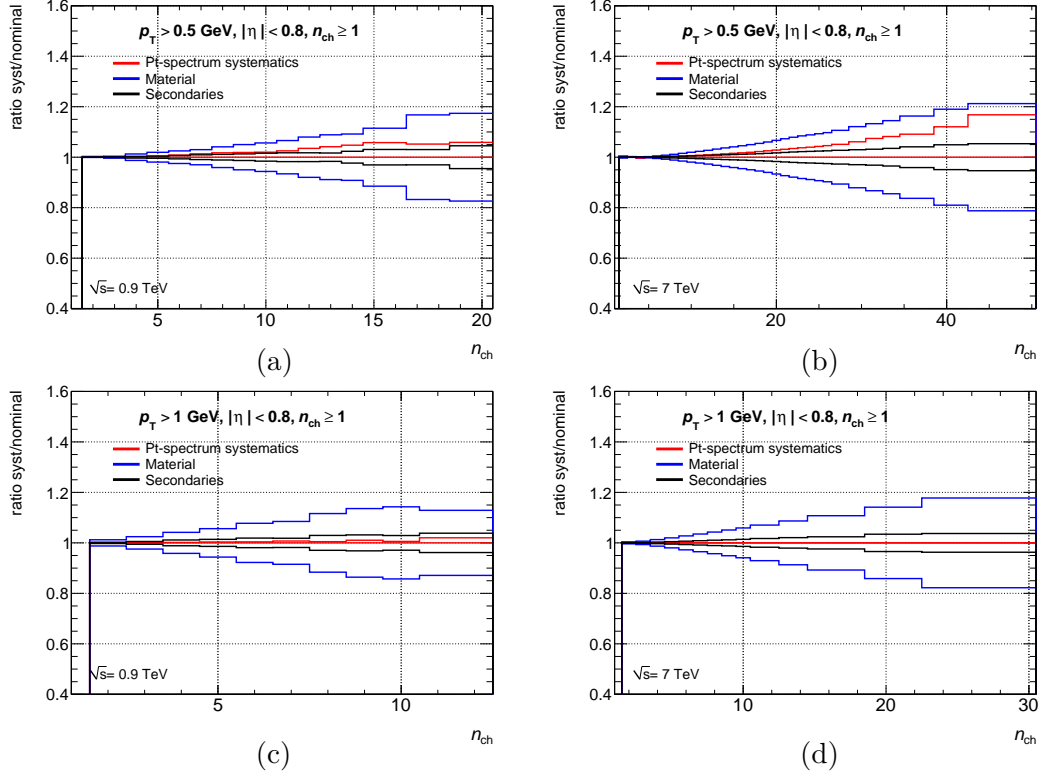 ratio syst/nominal
1.6
1.4
1.2
1
0.8
0.6
0.4
p_T > 0.5 GeV, |η| < 0.8, n_ch ≥ 1
Pt-spectrum systematics
Material
Secondaries
√s= 0.9 TeV
5 10 15 20
n_ch
(a)
ratio syst/nominal
1.6
1.4
1.2
1
0.8
0.6
0.4
p_T > 0.5 GeV, |η| < 0.8, n_ch ≥ 1
Pt-spectrum systematics
Material
Secondaries
√s= 7 TeV
20 40
n_ch
(b)
ratio syst/nominal
1.6
1.4
1.2
1
0.8
0.6
0.4
p_T > 1 GeV, |η| < 0.8, n_ch ≥ 1
Pt-spectrum systematics
Material
Secondaries
√s= 0.9 TeV
5 10
n_ch
(c)
ratio syst/nominal
1.6
1.4
1.2
1
0.8
0.6
0.4
p_T > 1 GeV, |η| < 0.8, n_ch ≥ 1
Pt-spectrum systematics
Material
Secondaries
√s= 7 TeV
10 20 30
n_ch
(d)